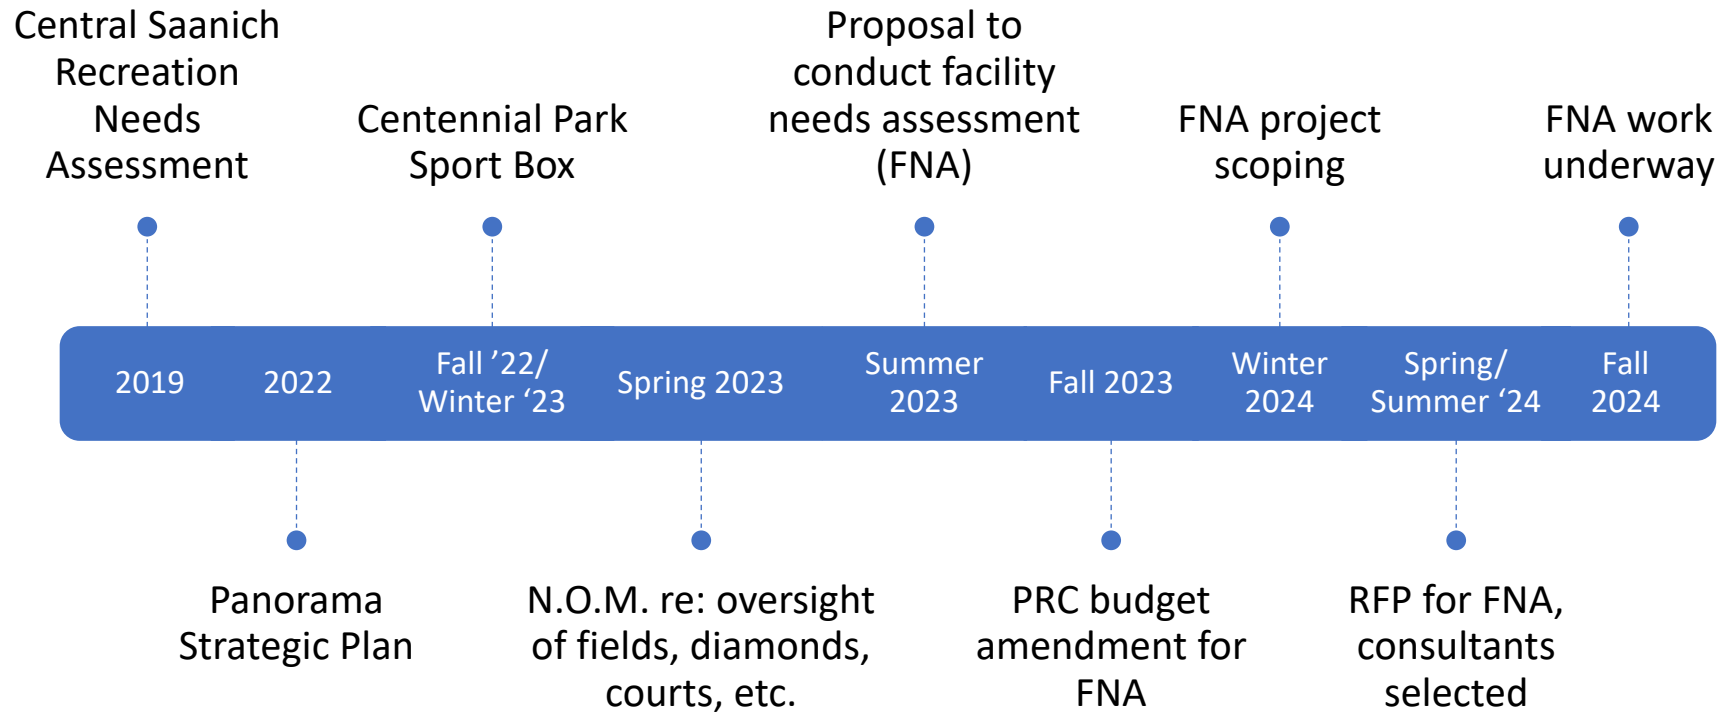 Central Saanich
Recreation
Needs
Assessment
Centennial Park
Sport Box
Proposal to
conduct facility
needs assessment
(FNA)
FNA project
scoping
FNA work
underway
2019
2022
Fall ’22/
Winter ‘23
Spring 2023
Summer
2023
Fall 2023
Winter
2024
Spring/
Summer ‘24
Fall
2024
Panorama
Strategic Plan
N.O.M. re: oversight
of fields, diamonds,
courts, etc.
PRC budget
amendment for
FNA
RFP for FNA,
consultants
selected